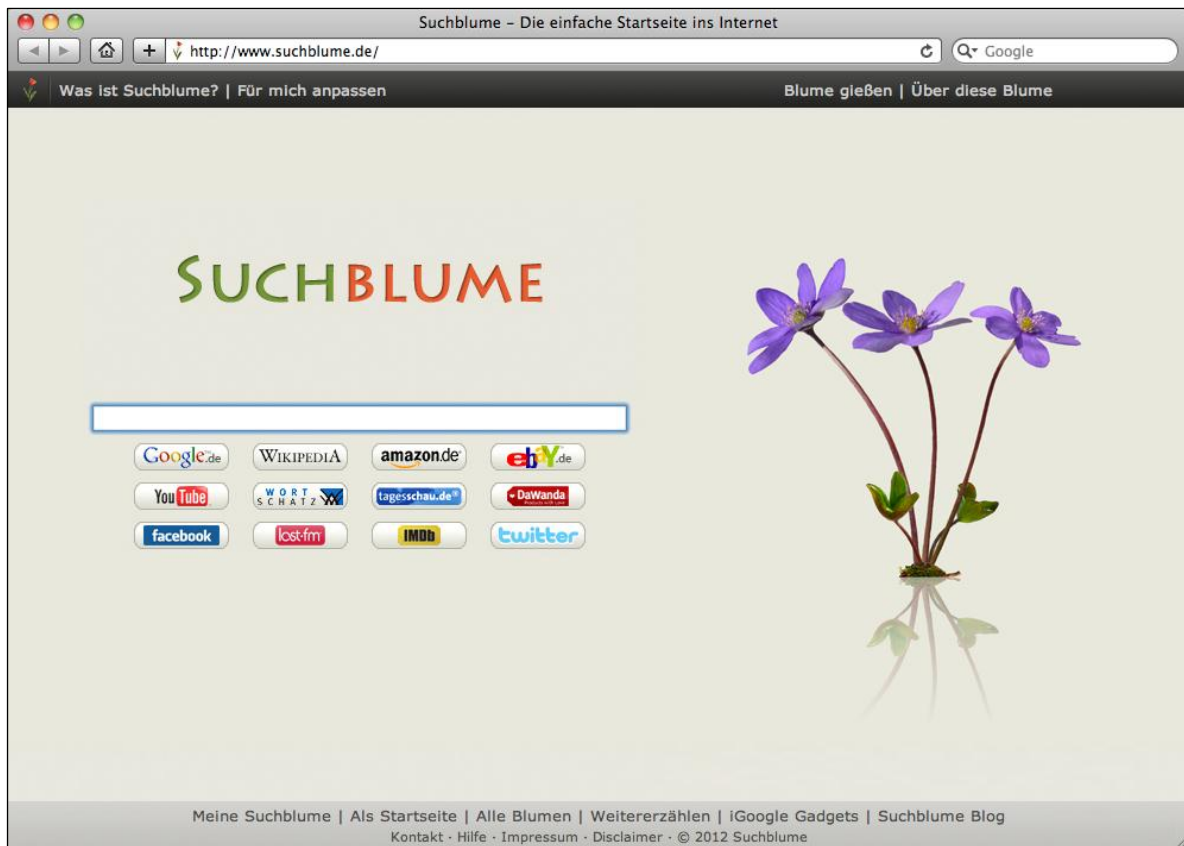 Suchblume – Die einfache Startseite ins Internet
http://www.suchblume.de/
Google
Was ist Suchblume? | Für mich anpassen
Blume gießen | Über diese Blume
SUCHBLUME
Google.de WIKIPEDIA amazon.de ebay.de
YouTube WORTSCHATZ tagesschau.de DaWanda
facebook lost.fm IMDb twitter
Meine Suchblume | Als Startseite | Alle Blumen | Weitererzählen | iGoogle Gadgets | Suchblume Blog
Kontakt · Hilfe · Impressum · Disclaimer · © 2012 Suchblume